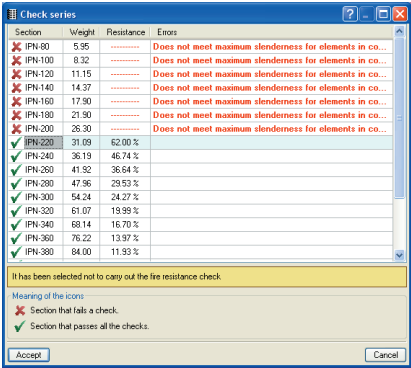 Check series
Section Weight Resistance Errors
IPN-80 5.95 ---------- Does not meet maximum slenderness for elements in co...
IPN-100 8.32 ---------- Does not meet maximum slenderness for elements in co...
IPN-120 11.15 ---------- Does not meet maximum slenderness for elements in co...
IPN-140 14.37 ---------- Does not meet maximum slenderness for elements in co...
IPN-160 17.90 ---------- Does not meet maximum slenderness for elements in co...
IPN-180 21.90 ---------- Does not meet maximum slenderness for elements in co...
IPN-200 26.30 ---------- Does not meet maximum slenderness for elements in co...
IPN-220 31.09 62.00 %
IPN-240 36.19 46.74 %
IPN-260 41.92 36.64 %
IPN-280 47.96 29.53 %
IPN-300 54.24 24.27 %
IPN-320 61.07 19.99 %
IPN-340 68.14 16.70 %
IPN-360 76.22 13.97 %
IPN-380 84.00 11.93 %
It has been selected not to carry out the fire resistance check
Meaning of the icons
Section that fails a check.
Section that passes all the checks.
Accept Cancel